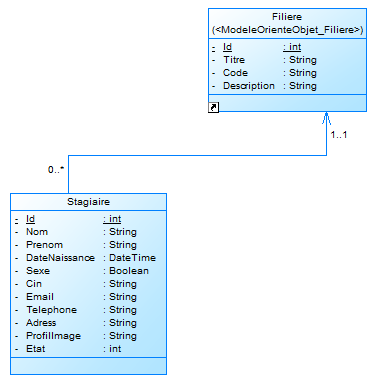 Filiere
(<ModeleOrienteObjet_Filiere>)
- Id : int
- Titre : String
- Code : String
- Description : String
1..1
0..*
Stagiaire
- Id : int
- Nom : String
- Prenom : String
- DateNaissance : DateTime
- Sexe : Boolean
- Cin : String
- Email : String
- Telephone : String
- Adress : String
- ProfilImage : String
- Etat : int